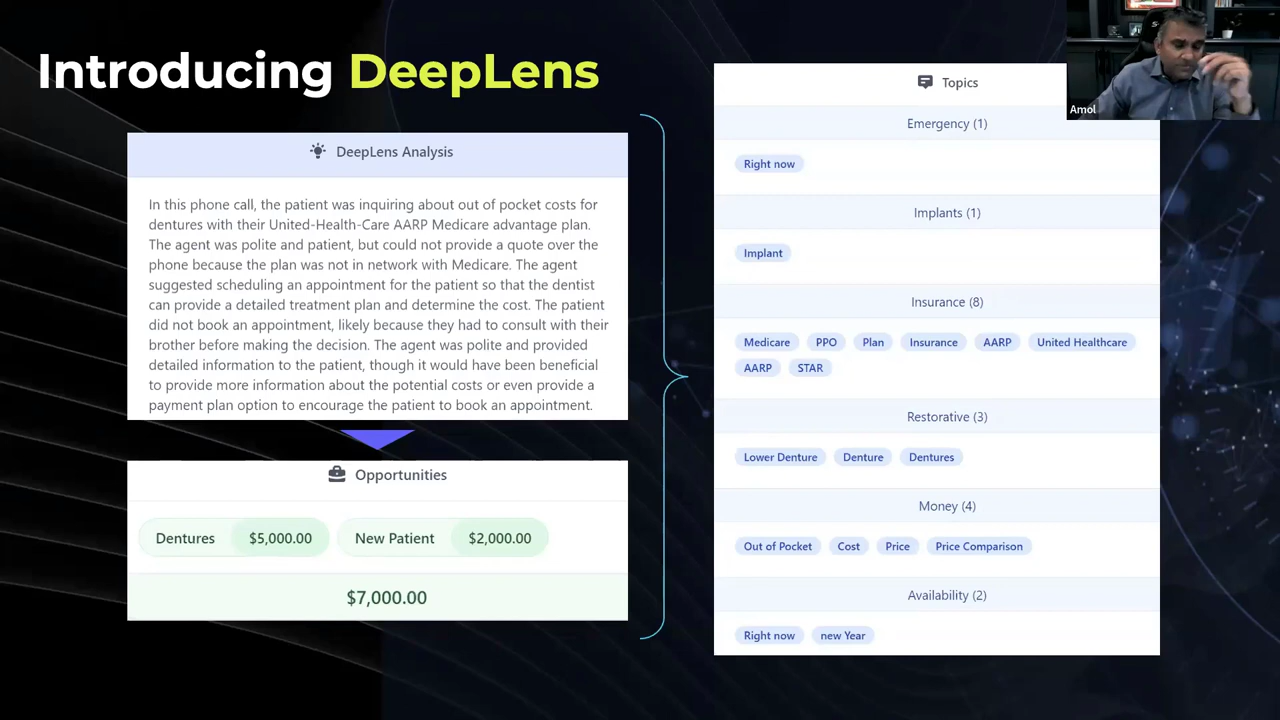 Introducing DeepLens
DeepLens Analysis
In this phone call, the patient was inquiring about out of pocket costs for
dentures with their United-Health-Care AARP Medicare advantage plan.
The agent was polite and patient, but could not provide a quote over the
phone because the plan was not in network with Medicare. The agent
suggested scheduling an appointment for the patient so that the dentist
can provide a detailed treatment plan and determine the cost. The patient
did not book an appointment, likely because they had to consult with their
brother before making the decision. The agent was polite and provided
detailed information to the patient, though it would have been beneficial
to provide more information about the potential costs or even provide a
payment plan option to encourage the patient to book an appointment.
Opportunities
Dentures $5,000.00 New Patient $2,000.00
$7,000.00
Topics
Emergency (1)
Right now
Implants (1)
Implant
Insurance (8)
Medicare PPO Plan Insurance AARP United Healthcare
AARP STAR
Restorative (3)
Lower Denture Denture Dentures
Money (4)
Out of Pocket Cost Price Price Comparison
Availability (2)
Right now new Year
Amol